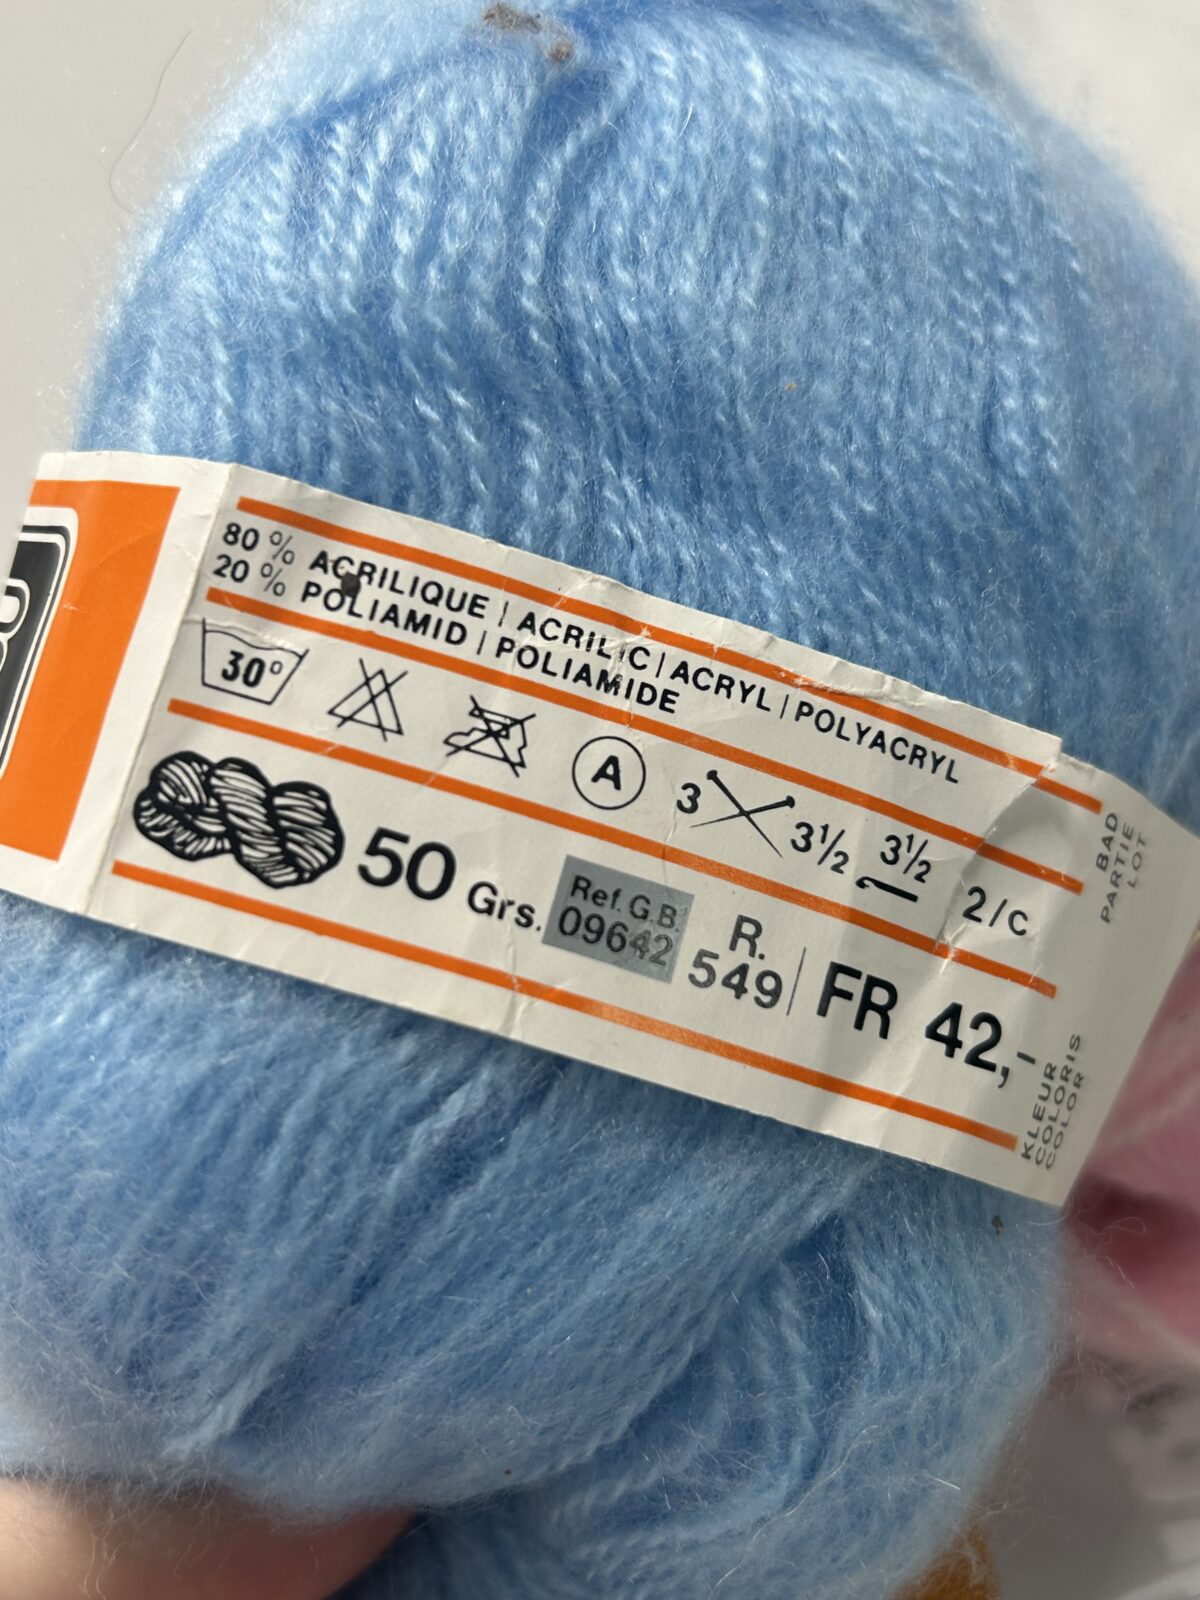 80 % ACRILIQUE | ACRILIC | ACRYL | POLYACRYL
20 % POLIAMID | POLIAMIDE
30° A 3 3½ 3½ 2/C
50 Grs. Ref. G.B. 09642 R. 549 | FR 42,-
BAD
PARTIE
LOT
KLEUR
COLORIS
COLOR